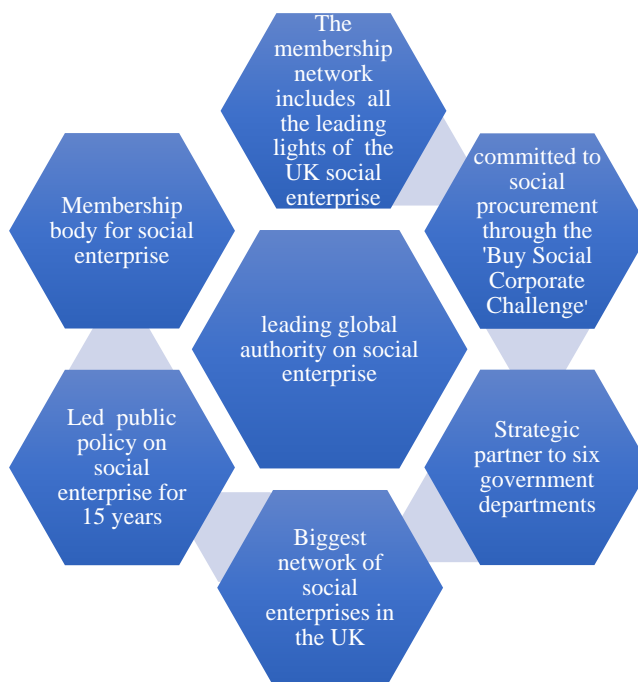 The
membership
network
includes all
the leading
lights of the
UK social
enterprise
committed to
social
procurement
through the
'Buy Social
Corporate
Challenge'
Strategic
partner to six
government
departments
Biggest
network of
social
enterprises in
the UK
Led public
policy on
social
enterprise for
15 years
Membership
body for social
enterprise
leading global
authority on social
enterprise